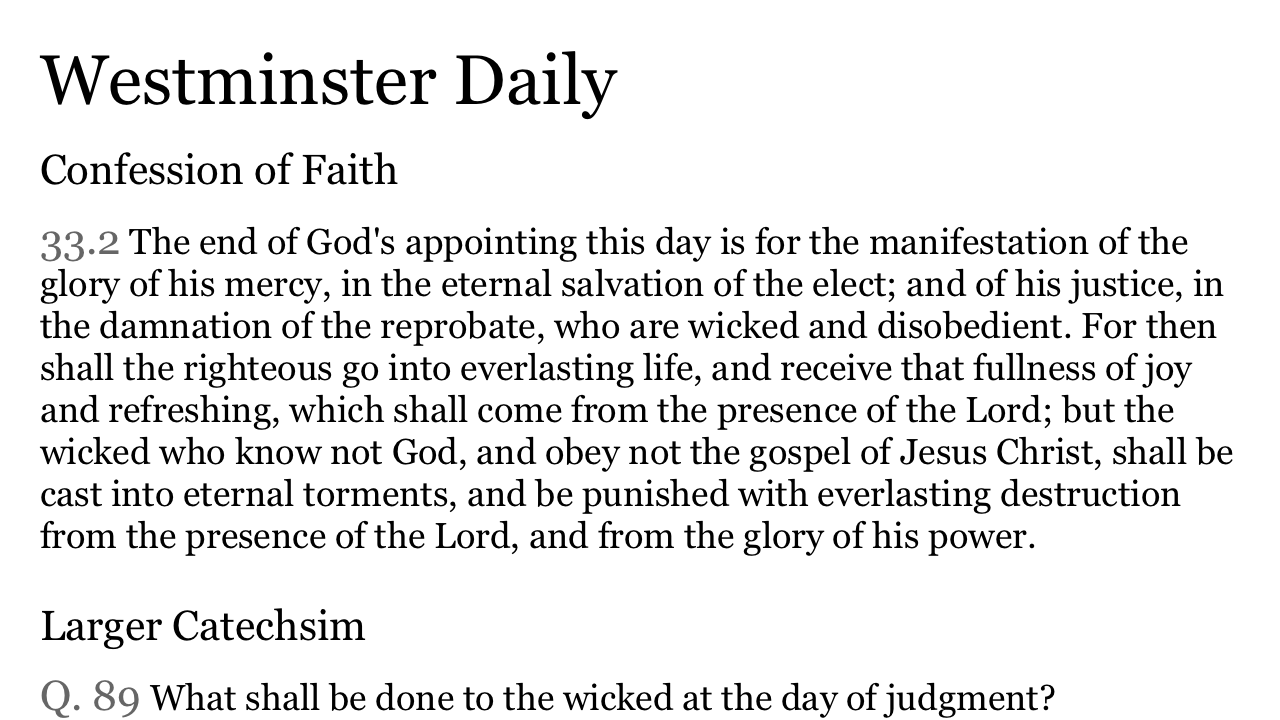 Westminster Daily
Confession of Faith
33.2 The end of God's appointing this day is for the manifestation of the
glory of his mercy, in the eternal salvation of the elect; and of his justice, in
the damnation of the reprobate, who are wicked and disobedient. For then
shall the righteous go into everlasting life, and receive that fullness of joy
and refreshing, which shall come from the presence of the Lord; but the
wicked who know not God, and obey not the gospel of Jesus Christ, shall be
cast into eternal torments, and be punished with everlasting destruction
from the presence of the Lord, and from the glory of his power.
Larger Catechsim
Q. 89 What shall be done to the wicked at the day of judgment?